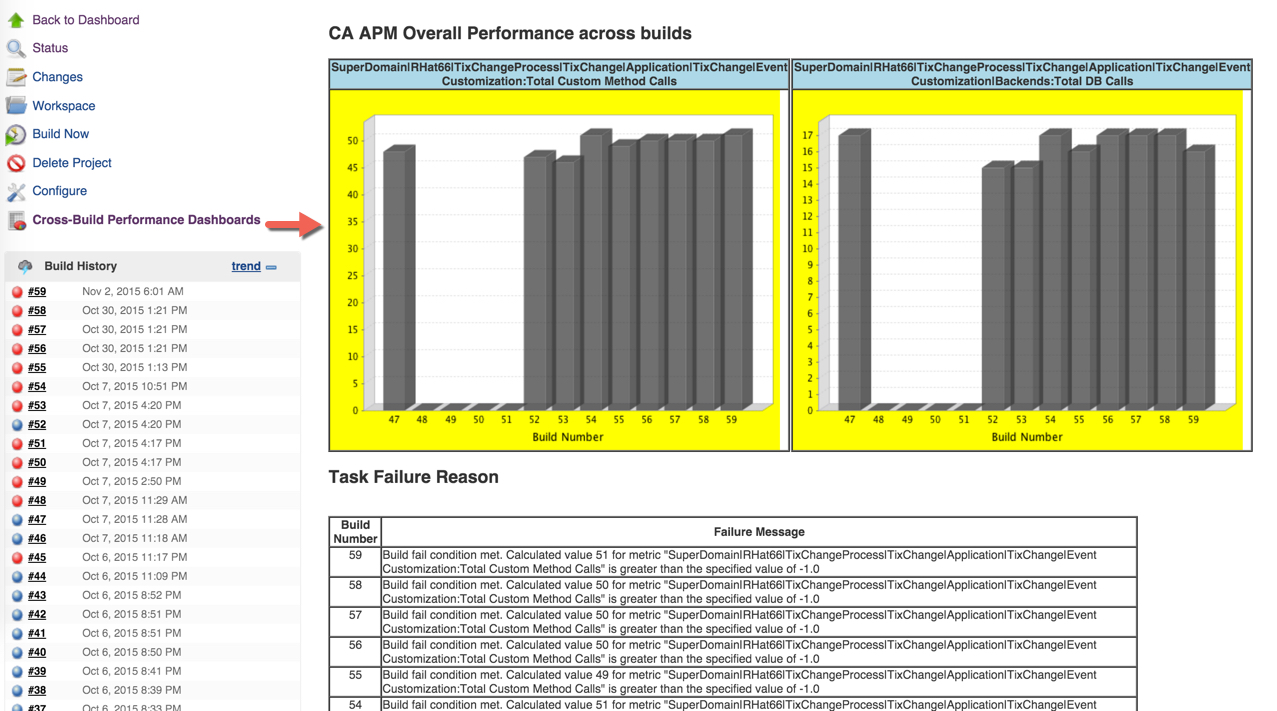 Back to Dashboard
Status
Changes
Workspace
Build Now
Delete Project
Configure
Cross-Build Performance Dashboards
Build History
trend
#59 Nov 2, 2015 6:01 AM
#58 Oct 30, 2015 1:21 PM
#57 Oct 30, 2015 1:21 PM
#56 Oct 30, 2015 1:21 PM
#55 Oct 30, 2015 1:13 PM
#54 Oct 7, 2015 10:51 PM
#53 Oct 7, 2015 4:20 PM
#52 Oct 7, 2015 4:20 PM
#51 Oct 7, 2015 4:17 PM
#50 Oct 7, 2015 4:17 PM
#49 Oct 7, 2015 2:50 PM
#48 Oct 7, 2015 11:29 AM
#47 Oct 7, 2015 11:28 AM
#46 Oct 7, 2015 11:18 AM
#45 Oct 6, 2015 11:17 PM
#44 Oct 6, 2015 11:09 PM
#43 Oct 6, 2015 8:52 PM
#42 Oct 6, 2015 8:51 PM
#41 Oct 6, 2015 8:51 PM
#40 Oct 6, 2015 8:50 PM
#39 Oct 6, 2015 8:41 PM
#38 Oct 6, 2015 8:39 PM
#37 Oct 6, 2015 8:33 PM
CA APM Overall Performance across builds
SuperDomain|RHat66|TixChangeProcess|TixChange|Application|TixChange|Event
Customization:Total Custom Method Calls
50
45
40
35
30
25
20
15
10
5
0
47 48 49 50 51 52 53 54 55 56 57 58 59
Build Number
SuperDomain|RHat66|TixChangeProcess|TixChange|Application|TixChange|Event
Customization|Backends:Total DB Calls
17
16
15
14
13
12
11
10
9
8
7
6
5
4
3
2
1
0
47 48 49 50 51 52 53 54 55 56 57 58 59
Build Number
Task Failure Reason
Build
Number
Failure Message
59 Build fail condition met. Calculated value 51 for metric "SuperDomain|RHat66|TixChangeProcess|TixChange|Application|TixChange|Event
Customization:Total Custom Method Calls" is greater than the specified value of -1.0
58 Build fail condition met. Calculated value 50 for metric "SuperDomain|RHat66|TixChangeProcess|TixChange|Application|TixChange|Event
Customization:Total Custom Method Calls" is greater than the specified value of -1.0
57 Build fail condition met. Calculated value 50 for metric "SuperDomain|RHat66|TixChangeProcess|TixChange|Application|TixChange|Event
Customization:Total Custom Method Calls" is greater than the specified value of -1.0
56 Build fail condition met. Calculated value 50 for metric "SuperDomain|RHat66|TixChangeProcess|TixChange|Application|TixChange|Event
Customization:Total Custom Method Calls" is greater than the specified value of -1.0
55 Build fail condition met. Calculated value 49 for metric "SuperDomain|RHat66|TixChangeProcess|TixChange|Application|TixChange|Event
Customization:Total Custom Method Calls" is greater than the specified value of -1.0
54 Build fail condition met. Calculated value 51 for metric "SuperDomain|RHat66|TixChangeProcess|TixChange|Application|TixChange|Event